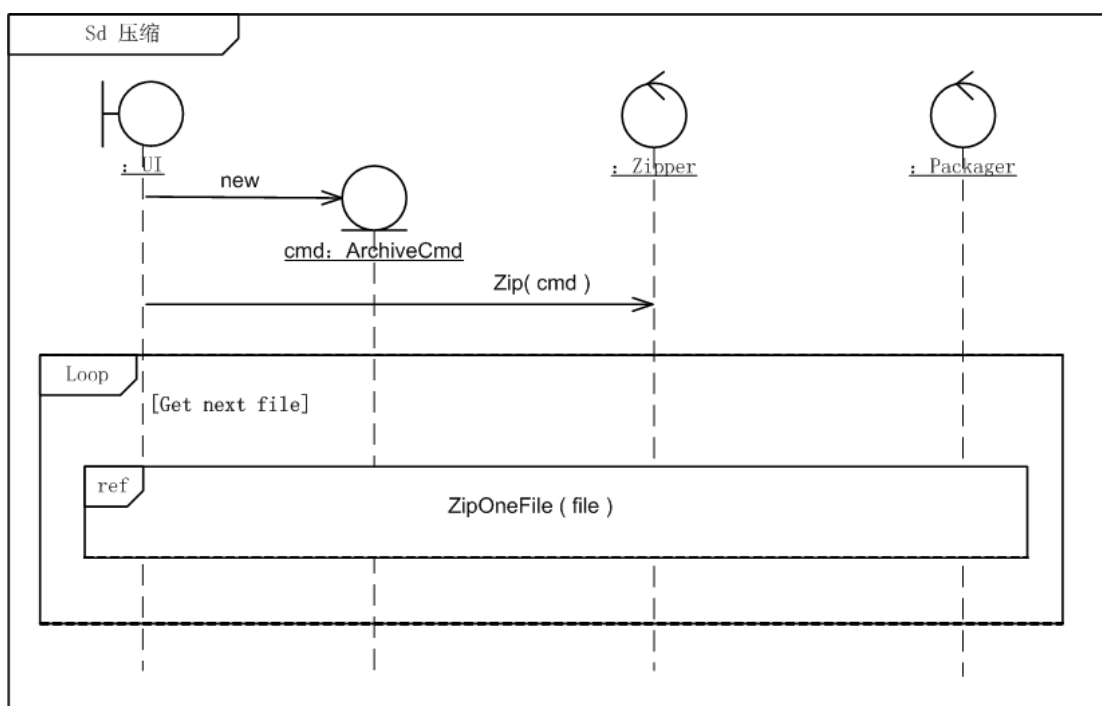 Sd 压缩
：UI
：Zipper
：Packager
new
cmd：ArchiveCmd
Zip( cmd )
Loop
[Get next file]
ref
ZipOneFile ( file )